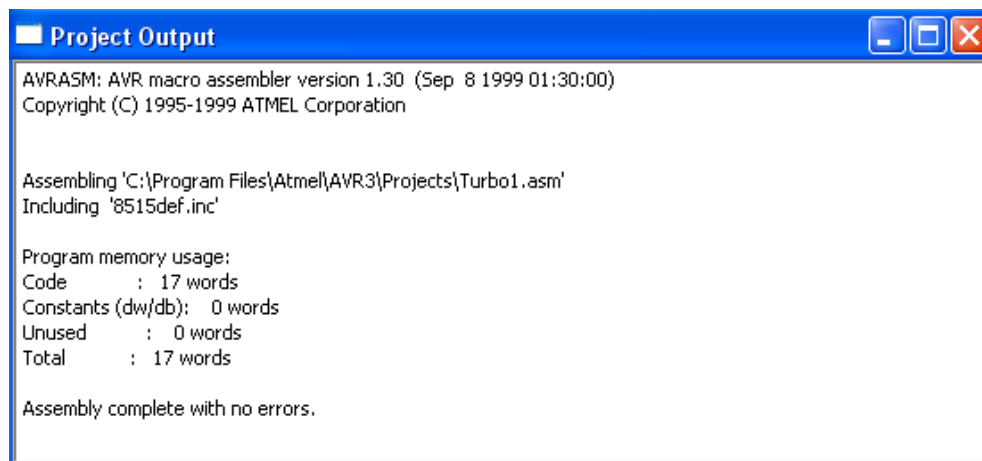 Project Output
AVRASM: AVR macro assembler version 1.30 (Sep 8 1999 01:30:00)
Copyright (C) 1995-1999 ATMEL Corporation
Assembling 'C:\Program Files\Atmel\AVR3\Projects\Turbo1.asm'
Including '8515def.inc'
Program memory usage:
Code : 17 words
Constants (dw/db): 0 words
Unused : 0 words
Total : 17 words
Assembly complete with no errors.